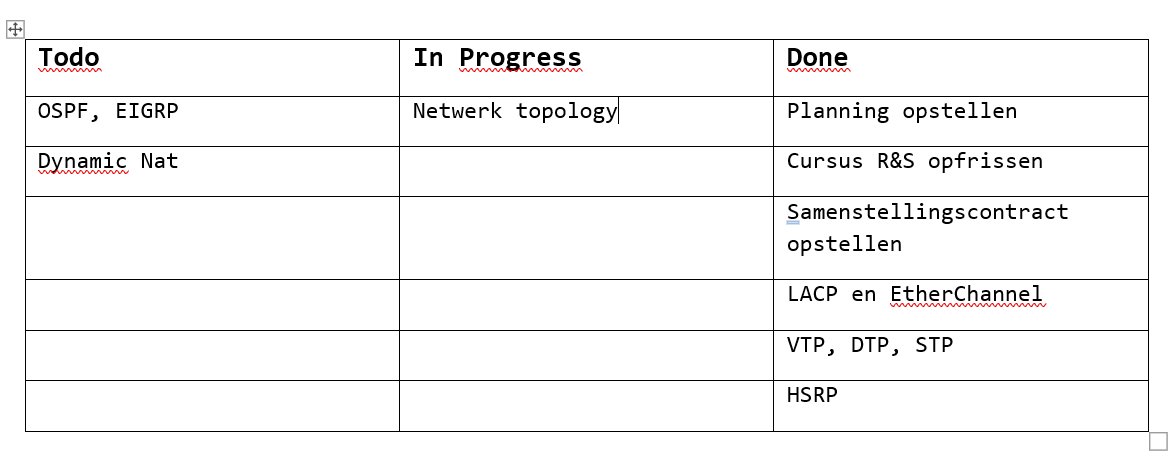 Todo
In Progress
Done
OSPF, EIGRP
Netwerk topology
Planning opstellen
Dynamic Nat
Cursus R&S opfrissen
Samenstellingscontract
opstellen
LACP en EtherChannel
VTP, DTP, STP
HSRP